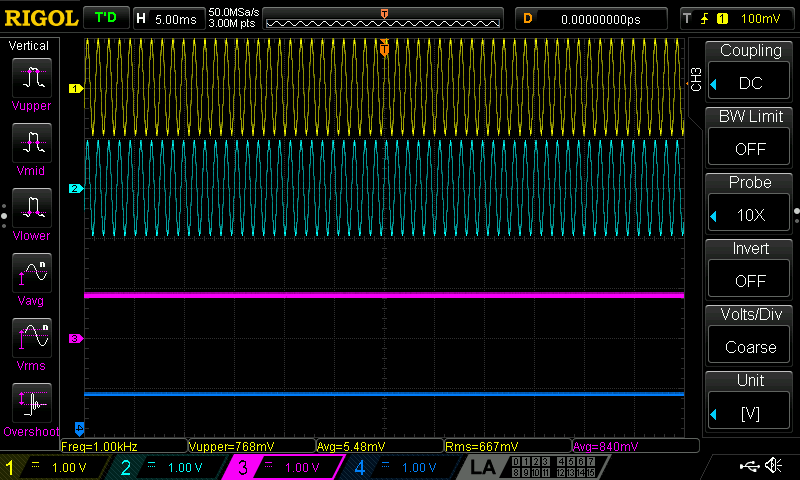 RIGOL T'D H 5.00ms 50.0MSa/s D 0.00000000ps T 1 100mV
3.00M pts
T
Vertical
Vupper
Vmid
Vlower
Vavg
Vrms
Overshoot
n
n
T
1
2
3
4
CH3
Coupling
DC
BW Limit
OFF
Probe
10X
Invert
OFF
Volts/Div
Coarse
Unit
[V]
Freq=1.00kHz Vupper=768mV Avg=5.48mV Rms=667mV Avg=840mV
1 1.00 V 2 1.00 V 3 1.00 V 4 1.00 V LA 0 1 2 3 4 5 6 7
8 9 10 11 12 13 14 15